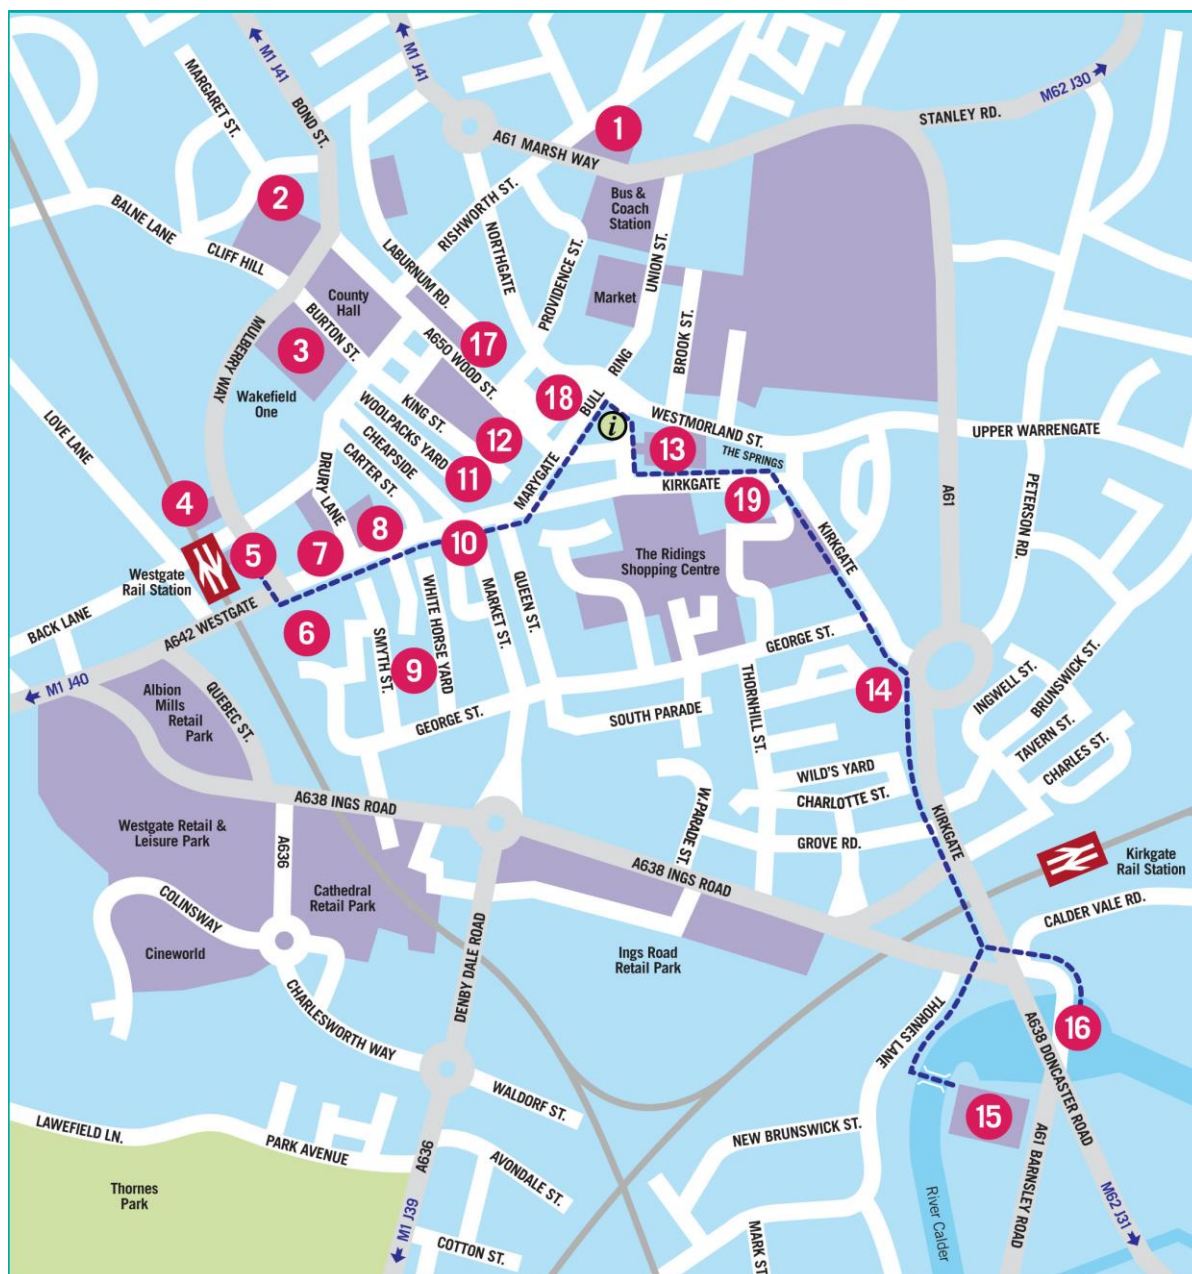 M1 J41
M1 J41
M62 J30
MARGARET ST.
BOND ST.
STANLEY RD.
1
A61 MARSH WAY
2
Bus &
Coach
Station
RISHWORTH ST.
BALNE LANE
CLIFF HILL
NORTHGATE
PROVIDENCE ST.
UNION ST.
LABURNUM RD.
County
Hall
Market
BURTON ST.
MULBERRY WAY
3
17
A650 WOOD ST.
BROOK ST.
Wakefield
One
KING ST.
18
BULL
RING
i
WESTMORLAND ST.
UPPER WARRENGATE
LOVE LANE
WOOLPACKS YARD
12
13
THE SPRINGS
CHEAPSIDE
11
DRURY LANE
CARTER ST.
MARYGATE
KIRKGATE
19
A61
PETERSON RD.
4
8
7
10
5
Westgate
Rail Station
KIRKGATE
The Ridings
Shopping Centre
BACK LANE
A642 WESTGATE
6
SMYTH ST.
WHITE HORSE YARD
MARKET ST.
QUEEN ST.
9
GEORGE ST.
14
INGWELL ST.
BRUNSWICK ST.
M1 J40
Albion
Mills
Retail
Park
QUEBEC ST.
GEORGE ST.
SOUTH PARADE
THORNHILL ST.
TAVERN ST.
CHARLES ST.
WILD'S YARD
CHARLOTTE ST.
A638 INGS ROAD
W.PARADE ST.
GROVE RD.
KIRKGATE
Westgate Retail &
Leisure Park
A636
A638 INGS ROAD
Kirkgate
Rail Station
Cathedral
Retail Park
COLINSWAY
CALDER VALE RD.
Cineworld
DENBY DALE ROAD
Ings Road
Retail Park
CHARLESWORTH WAY
THORNES LANE
16
A638 DONCASTER ROAD
WALDORF ST.
15
LAWEFIELD LN.
PARK AVENUE
A636
AVONDALE ST.
NEW BRUNSWICK ST.
A61 BARNSLEY ROAD
Thornes
Park
M1 J39
River Calder
M62 J31
COTTON ST.
MARK ST